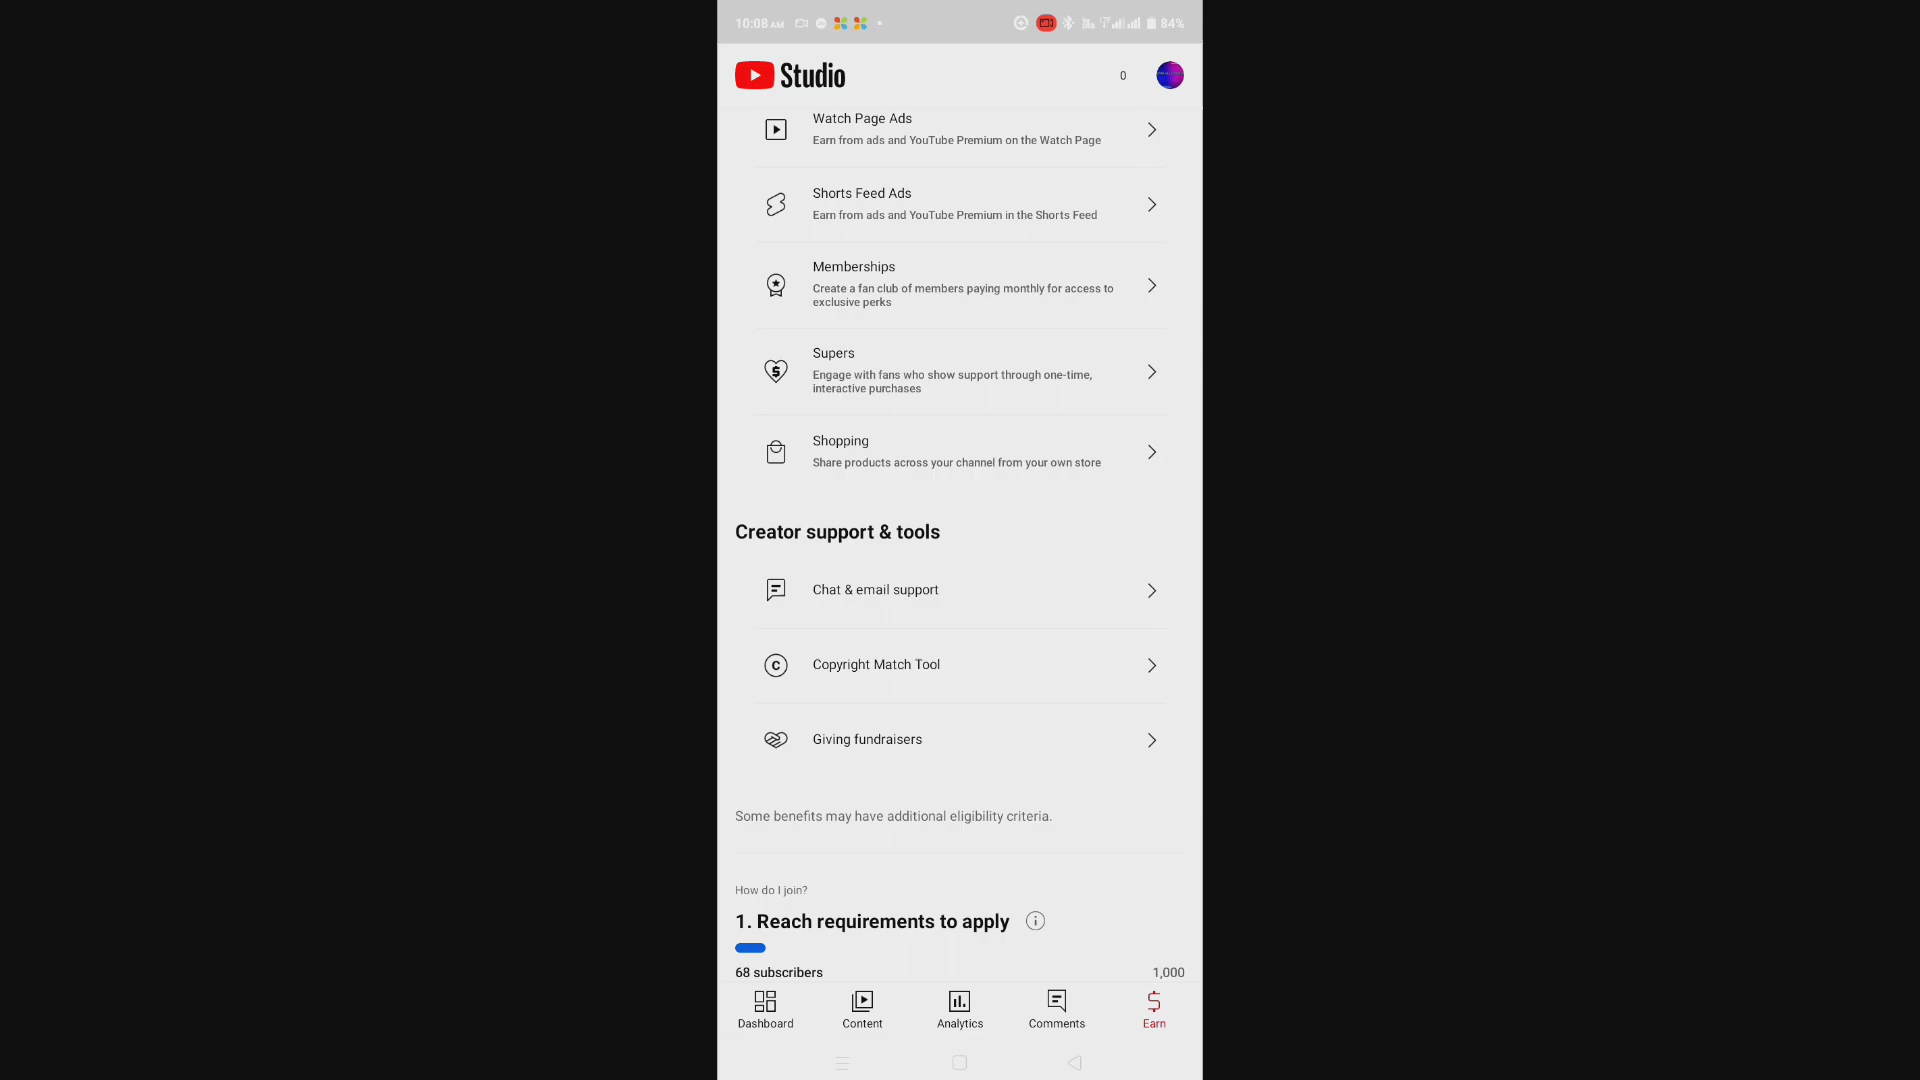 10:08 AM
84%
Studio
0
Watch Page Ads
Earn from ads and YouTube Premium on the Watch Page
Shorts Feed Ads
Earn from ads and YouTube Premium in the Shorts Feed
Memberships
Create a fan club of members paying monthly for access to
exclusive perks
Supers
Engage with fans who show support through one-time,
interactive purchases
Shopping
Share products across your channel from your own store
Creator support & tools
Chat & email support
Copyright Match Tool
Giving fundraisers
Some benefits may have additional eligibility criteria.
How do I join?
1. Reach requirements to apply
68 subscribers
1,000
Dashboard
Content
Analytics
Comments
Earn